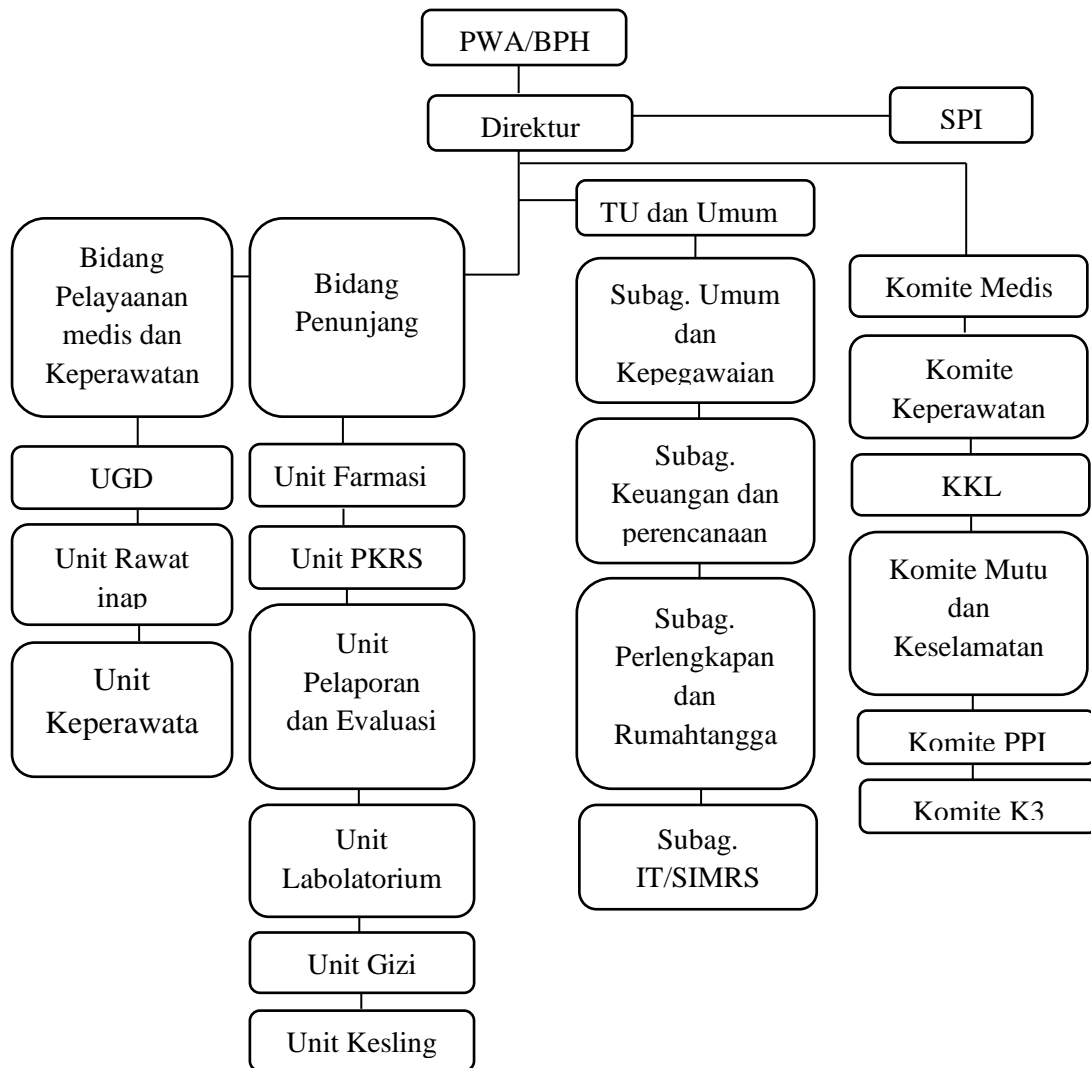 PWA/BPH
Direktur
SPI
TU dan Umum
Bidang
Pelayaanan
medis dan
Keperawatan
Bidang
Penunjang
Subag. Umum
dan
Kepegawaian
Komite Medis
Komite
Keperawatan
UGD
Unit Farmasi
Subag.
Keuangan dan
perencanaan
KKL
Unit Rawat
inap
Unit PKRS
Komite Mutu
dan
Keselamatan
Unit
Keperawata
Unit
Pelaporan
dan Evaluasi
Subag.
Perlengkapan
dan
Rumahtangga
Komite PPI
Komite K3
Unit
Labolatorium
Subag.
IT/SIMRS
Unit Gizi
Unit Kesling